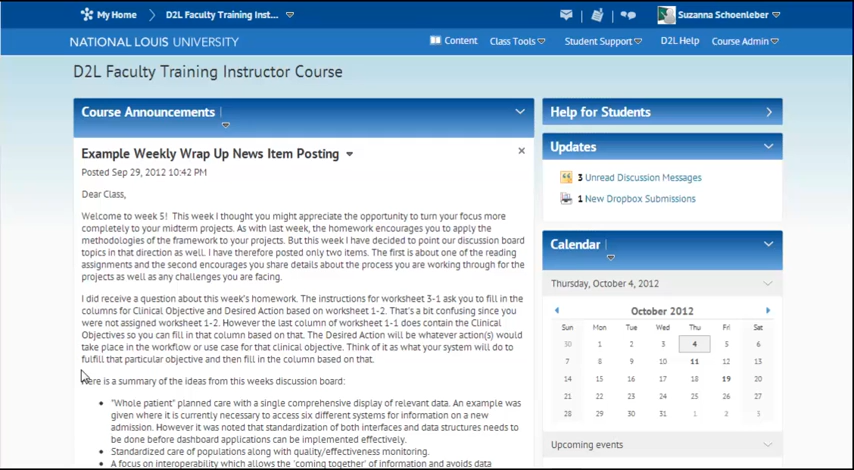 My Home
D2L Faculty Training Instr...
Suzanna Schoenleber
NATIONAL LOUIS UNIVERSITY
Content
Class Tools
Student Support
D2L Help
Course Admin
D2L Faculty Training Instructor Course
Course Announcements
Example Weekly Wrap Up News Item Posting
Posted Sep 29, 2012 10:42 PM
Dear Class,
Welcome to week 5! This week I thought you might appreciate the opportunity to turn your focus more
completely to your midterm projects. As with last week, the homework encourages you to apply the
methodologies of the framework to your projects. But this week I have decided to point our discussion board
topics in that direction as well. I have therefore posted only two items. The first is about one of the reading
assignments and the second encourages you share details about the process you are working through for the
projects as well as any challenges you are facing.
I did receive a question about this week's homework. The instructions for worksheet 3-1 ask you to fill in the
columns for Clinical Objective and Desired Action based on worksheet 1-2. That's a bit confusing since you
were not assigned worksheet 1-2. However the last column of worksheet 1-1 does contain the Clinical
Objectives so you can fill in that column based on that. The Desired Action will be whatever action(s) would
take place in the workflow or use case for that clinical objective. Think of it as what your system will do to
fulfill that particular objective and then fill in the column based on that.
Here is a summary of the ideas from this weeks discussion board:
• "Whole patient" planned care with a single comprehensive display of relevant data. An example was
given where it is currently necessary to access six different systems for information on a new
admission. However it was noted that standardization of both interfaces and data structures needs to
be done before dashboard applications can be implemented effectively.
• Standardized care of populations along with quality/effectiveness monitoring.
• A focus on interoperability which allows the 'coming together' of information and avoids data
Help for Students
Updates
3 Unread Discussion Messages
1 New Dropbox Submissions
Calendar
Thursday, October 4, 2012
October 2012
Sun Mon Tue Wed Thu Fri Sat
30 1 2 3 4 5 6
7 8 9 10 11 12 13
14 15 16 17 18 19 20
21 22 23 24 25 26 27
28 29 30 31 1 2 3
Upcoming events